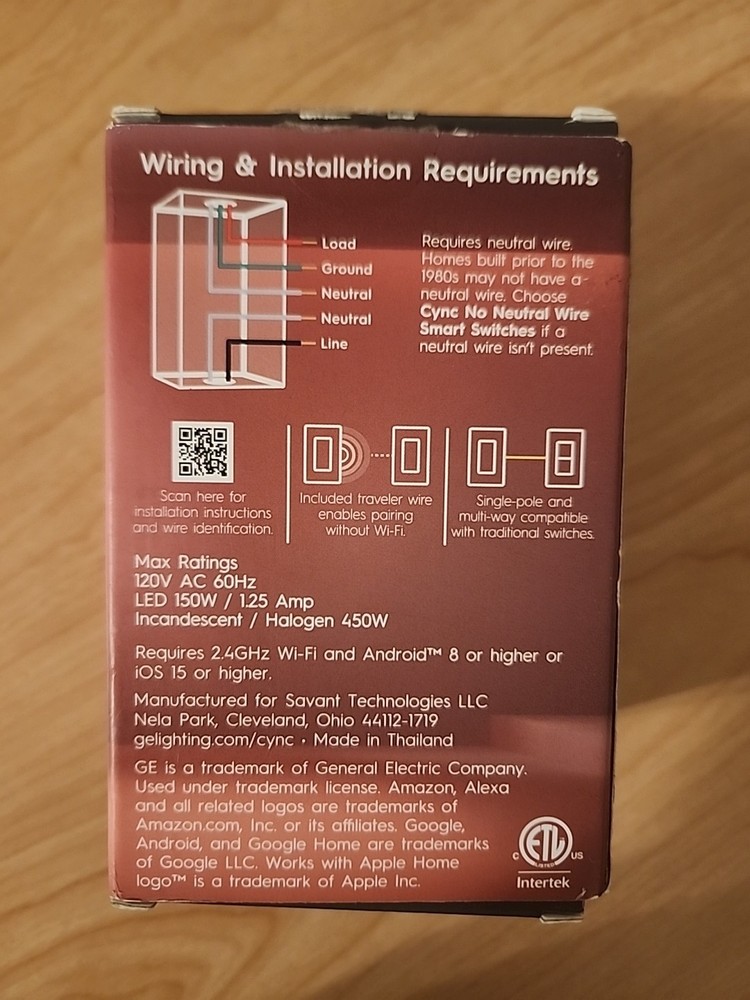 Wiring & Installation Requirements
Load
Ground
Neutral
Neutral
Line
Requires neutral wire.
Homes built prior to the
1980s may not have a
neutral wire. Choose
Cync No Neutral Wire
Smart Switches if a
neutral wire isn't present.
Scan here for
installation instructions
and wire identification.
Included traveler wire
enables pairing
without Wi-Fi.
Single-pole and
multi-way compatible
with traditional switches.
Max Ratings
120V AC 60Hz
LED 150W / 1.25 Amp
Incandescent / Halogen 450W
Requires 2.4GHz Wi-Fi and Android™ 8 or higher or
iOS 15 or higher.
Manufactured for Savant Technologies LLC
Nela Park, Cleveland, Ohio 44112-1719
gelighting.com/cync • Made in Thailand
GE is a trademark of General Electric Company.
Used under trademark license. Amazon, Alexa
and all related logos are trademarks of
Amazon.com, Inc. or its affiliates. Google,
Android, and Google Home are trademarks
of Google LLC. Works with Apple Home
logo™ is a trademark of Apple Inc.
ETL
LISTED
C US
Intertek